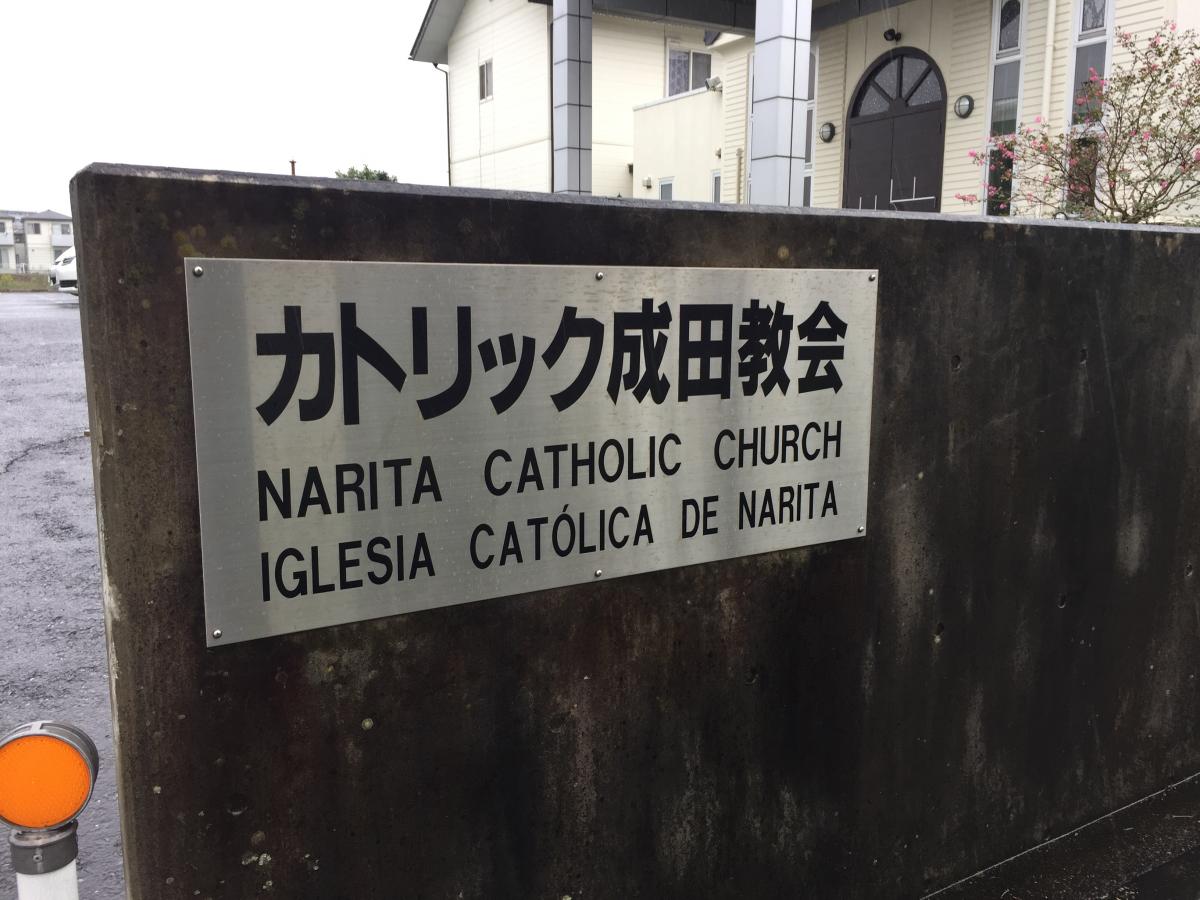 カトリック成田教会
NARITA CATHOLIC CHURCH
IGLESIA CATÓLICA DE NARITA